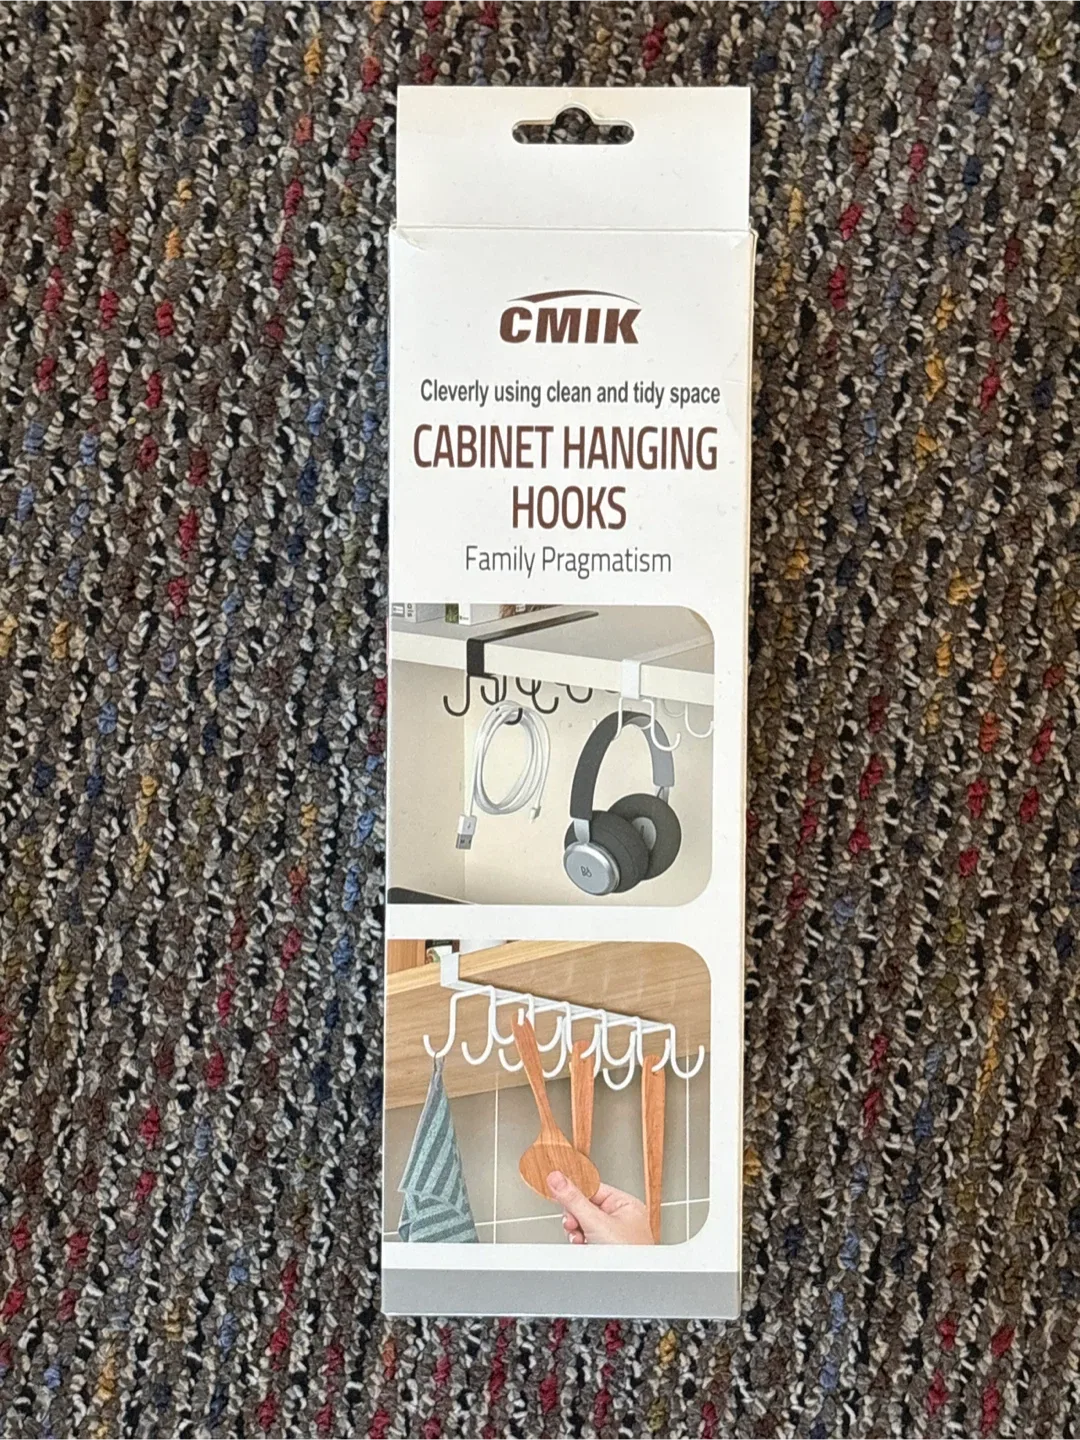 CMIK
Cleverly using clean and tidy space
CABINET HANGING
HOOKS
Family Pragmatism